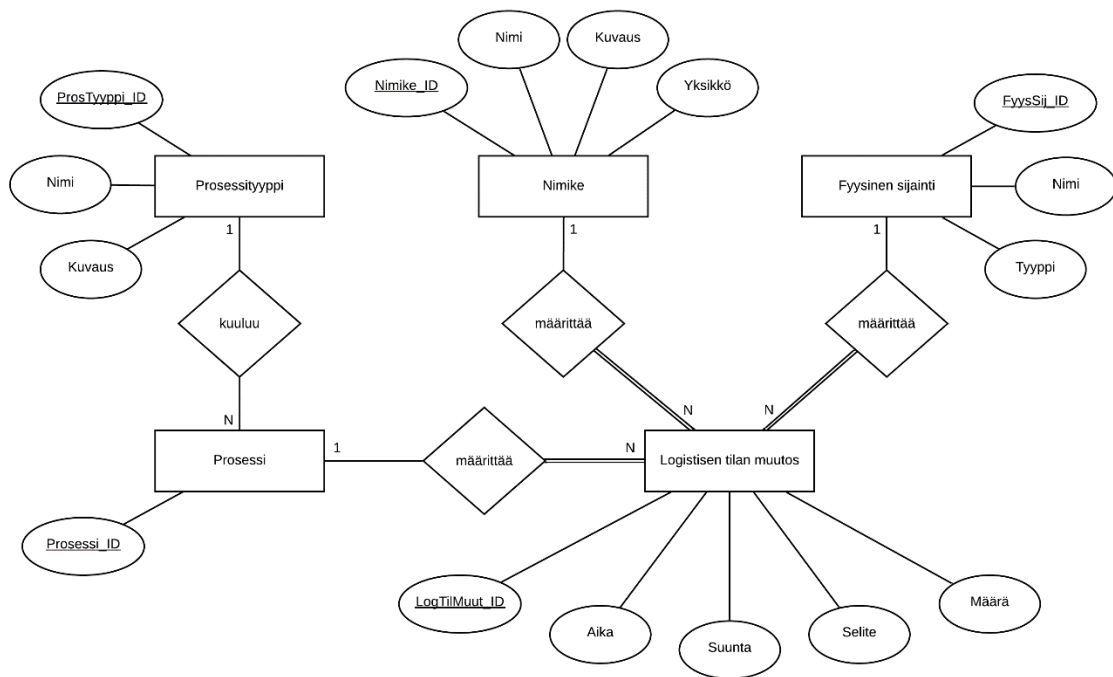 Nimi
Kuvaus
ProsTyyppi_ID
Nimike_ID
Yksikkö
FyysSij_ID
Nimi
Prosessityyppi
Nimike
Fyysinen sijainti
Nimi
1
1
1
Kuvaus
Tyyppi
kuuluu
määrittää
määrittää
N
N
N
Prosessi
1
määrittää
N
Logistisen tilan muutos
Prosessi_ID
LogTilMuut_ID
Aika
Suunta
Selite
Määrä